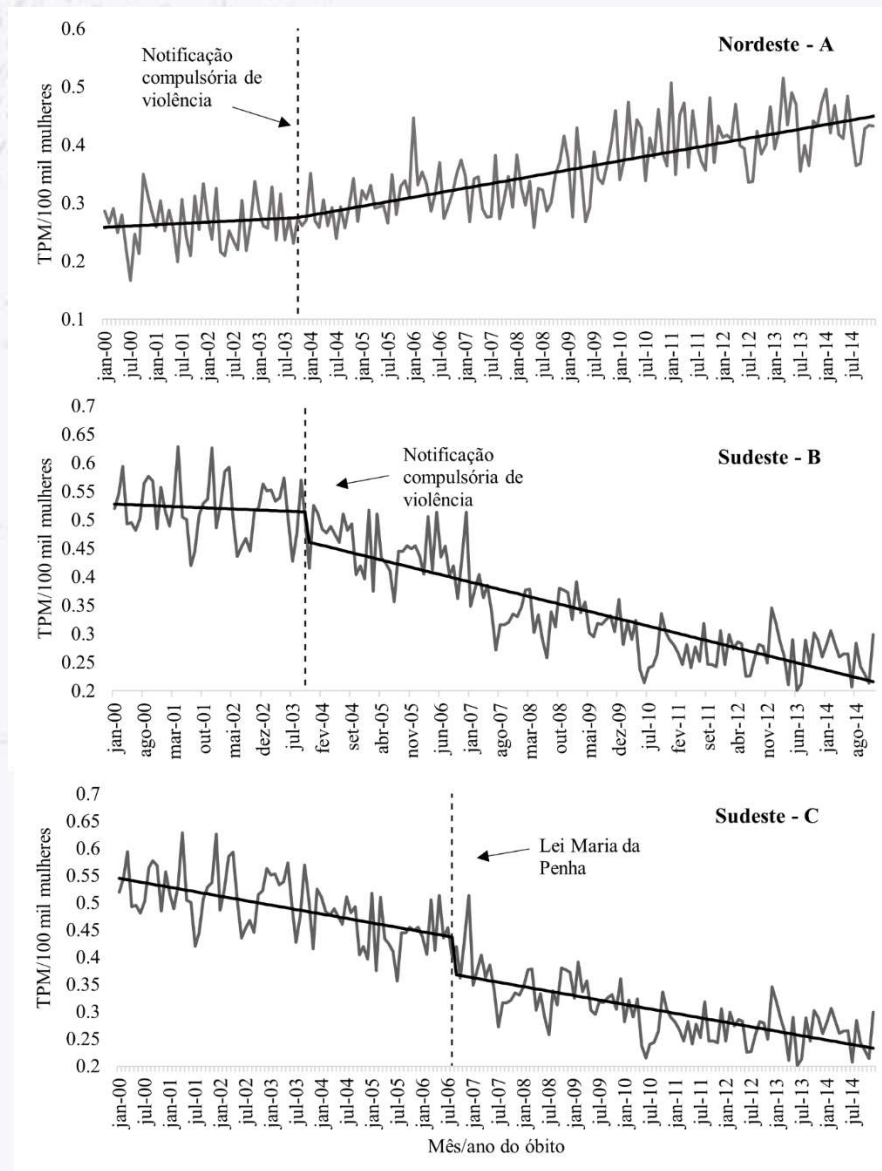 Nordeste - A
Notificação
compulsória de
violência
TPM/100 mil mulheres
0.6
0.5
0.4
0.3
0.2
0.1
jan-00
jul-00
jan-01
jul-01
jan-02
jul-02
jan-03
jul-03
jan-04
jul-04
jan-05
jul-05
jan-06
jul-06
jan-07
jul-07
jan-08
jul-08
jan-09
jul-09
jan-10
jul-10
jan-11
jul-11
jan-12
jul-12
jan-13
jul-13
jan-14
jul-14
Sudeste - B
Notificação
compulsória de
violência
TPM/100 mil mulheres
0.7
0.65
0.6
0.55
0.5
0.45
0.4
0.35
0.3
0.25
0.2
jan-00
ago-00
mar-01
out-01
mai-02
dez-02
jul-03
fev-04
set-04
abr-05
nov-05
jun-06
jan-07
ago-07
mar-08
out-08
mai-09
dez-09
jul-10
fev-11
set-11
abr-12
nov-12
jun-13
jan-14
ago-14
Sudeste - C
Lei Maria da
Penha
TPM/100 mil mulheres
0.7
0.65
0.6
0.55
0.5
0.45
0.4
0.35
0.3
0.25
0.2
jan-00
jul-00
jan-01
jul-01
jan-02
jul-02
jan-03
jul-03
jan-04
jul-04
jan-05
jul-05
jan-06
jul-06
jan-07
jul-07
jan-08
jul-08
jan-09
jul-09
jan-10
jul-10
jan-11
jul-11
jan-12
jul-12
jan-13
jul-13
jan-14
jul-14
Mês/ano do óbito